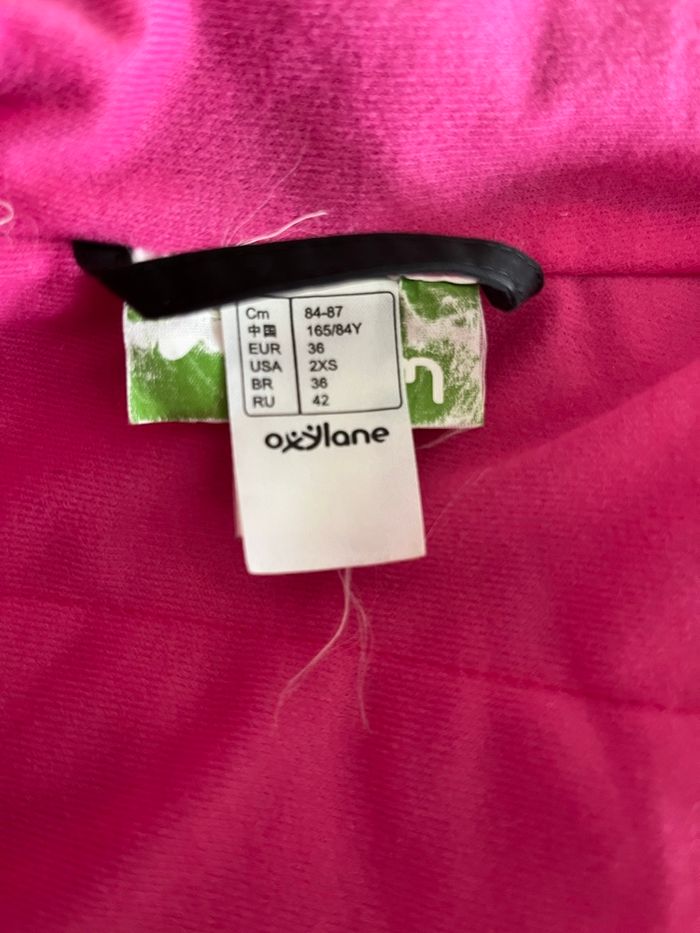 Cm 84-87
中国 165/84Y
EUR 36
USA 2XS
BR 36
RU 42
oxylane
n